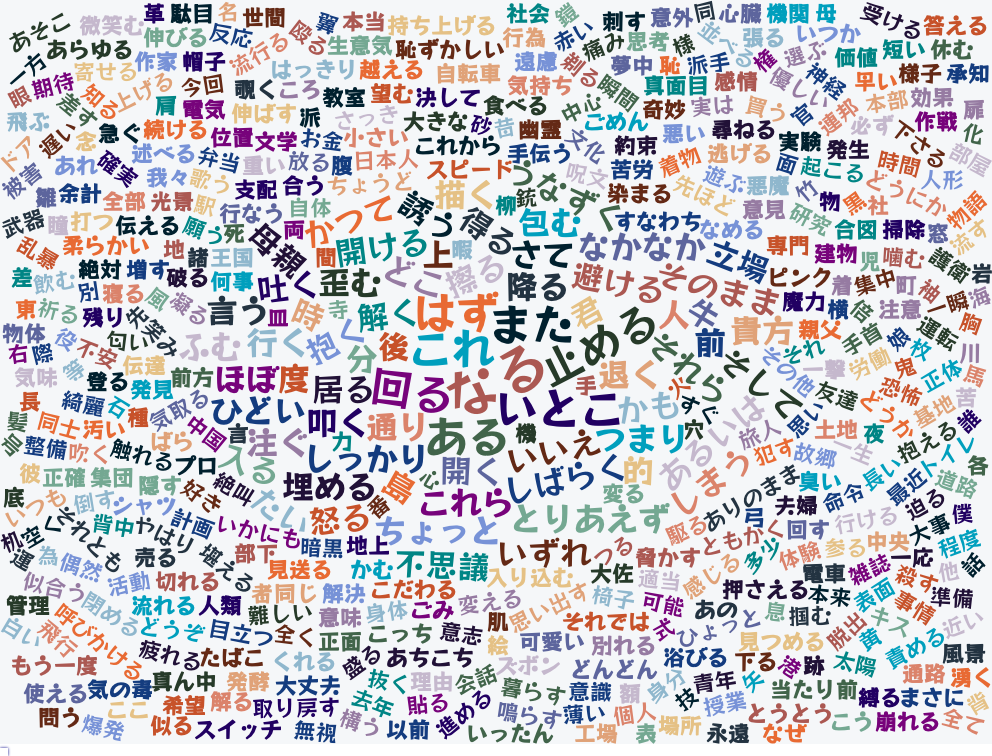 あそこ 微笑む 革 駄目 名 世間 翼 本当 持ち上げる 社会 鎧 刺す 意外 同 心臓 機関 母 受ける 答える
一方 あらゆる 伸びる 反応 殴る 生意気 恥ずかしい 行為 赤い 痛み 思考 様 並べ 張る いつか 価値 短い 休む
眼 期待 寄せる 作家 帽子 流行る はっきり 越える 自転車 遠慮 剃る 夢中 恥 派手 権 選ぶ 神経 早い 様子 承知
進す 知る 上げる 肩 今回 覗く ころ 教室 望む 決して 気持ち 瞬間 真面目 感情 優しい 官 連邦 本部 効果 扉
飛ぶ 遅い 念 急ぐ 続ける 電気 伸ばす 派 さっき 大きな 砂 食べる 昔 幽霊 中心 ごめん 奇妙 実は 買う 必ず 作戦 化
ドア あれ 確実 述べる 弁当 位置 文学 お金 小さい これから 手伝う 文化 約束 悪い 尋ねる 実験 発生 下さる 部屋
被害 雛 余計 我々 歌う 重い 放る 腹 日本人 スピード うなずく 呪文 苦労 着物 逃げる 面 起こる 時間 人形
武器 瞳 打つ 全部 光景 駅 支配 合う ちょうど 描く 柳 銃 染まる 先ほど 遊ぶ 悪魔 物 黒 社 どうにか 物語
伝える 願う 死 行なう 自体 両 かつて 誘う 得る 包む すなわち なめる 意見 研究 合図 掃除 窓 流す
乱暴 柔らかい 地 諸 王国 母親 間 開ける 上 暇 さて なかなか 立場 専門 建物 児 噛む 護衛 岩
差 飲む 絶対 増す 破る 何事 吐く 歪む どこ 擦る 降る 避ける そのまま ピンク 着 集中 町 袖 一瞬 海
東 祈る 別 寝る 風 凝る 言う 皿 時 寺 解く はず また 君 人 失 魔力 横 俗 注意 胸
物体 役 残り 匂い 失笑 ふむ 行く 抱く 分 後 これ る 止める それら 前 貴方 親父 手首 娘 運転 枝 川
右 際 不安 伝達 前方 ほぼ 度 居る 回る な 手 退く 火 そして その他 それ 一撃 労働 鬼 正体 馬
気味 登る 発見 気取る ひどい 叩く 通り ある いとこ かも すぐ 思い 友達 恐怖 基地 誰
長 綺麗 石 種 中国 言 注ぐ 力 しっかり 機 いいえ つまり 穴 あるいは 旅人 土地 夜 どうか 苦
髪 同士 汚い ばら 入る 埋める 島 心 開く しばらく 的 しまう 犯す 故郷 一生 抱える トイレ
号 整備 吹く 触れる プロ だい 胸 これら とりあえず 変る ありのまま 臭い 命令 長い 最近 道路 各
彼 正確 集団 隠す 好き 絶叫 怒る ちょっと 駆る 弓 夫婦 回す 行ける 迫る 大事 僕
底 いつも 倒す シャツ 計画 いかにも 暗黒 地上 不思議 いずれ つる 脅かす ともかく 多少 体験 参る 中央 一応 程度
机 空く それとも 背中 やはり 堪える 部下 かむ 入り込む 大佐 適当 感じる 電車 雑誌 殺す 他 話
運 為 偶然 売る 見送る 解決 こだわる 思い出す 椅子 可能 押さえる 本来 表面 事情 準備
似合う 活動 切れる 者 同じ 意味 身体 ごみ 変える 肌 それでは 衣 あの 息 掴む 脱出 キス 近い
管理 呼びかける 閉める 流れる 人類 難しい 正面 こっち 意志 絵 可愛い 別れる ひょっと 見つめる 黄 責める 風景
白い 飛行 どうぞ 目立つ 全く 盛る あちこち ズボン どんどん 浴びる 下る 港 跡 太陽 通路 湧く
もう一度 疲れる たばこ くれる 抜く 理由 会話 暮らす 意識 額 身分 技 青年 矢 当たり前 縛る まさに 背
使える 気の毒 真ん中 発酵 大丈夫 去年 貼る 鳴らす 薄い 個人 授業 とうとう こう 崩れる 全て
問う 爆発 ここ 希望 解る 取り戻す 構う 以前 進める いったん 工場 表 場所 永遠 なぜ
似る スイッチ 無視